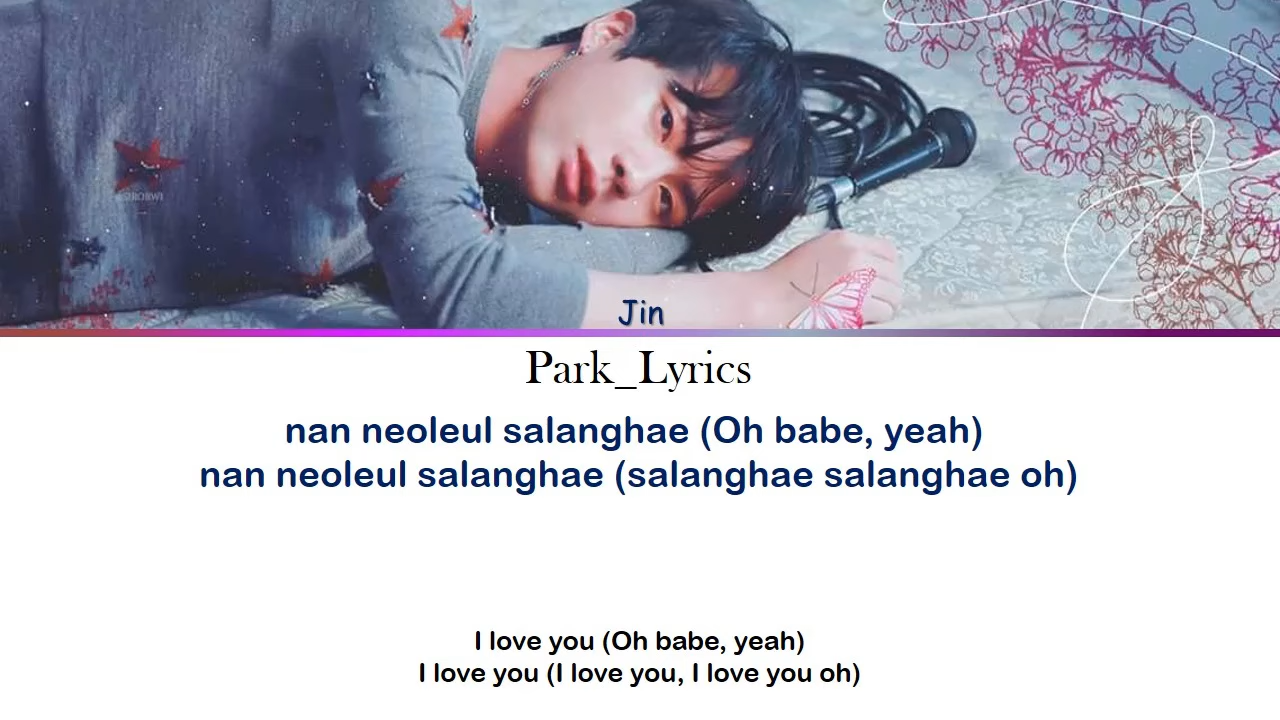 Jin
Park_Lyrics
nan neoleul salanghae (Oh babe, yeah)
nan neoleul salanghae (salanghae salanghae oh)
I love you (Oh babe, yeah)
I love you (I love you, I love you oh)